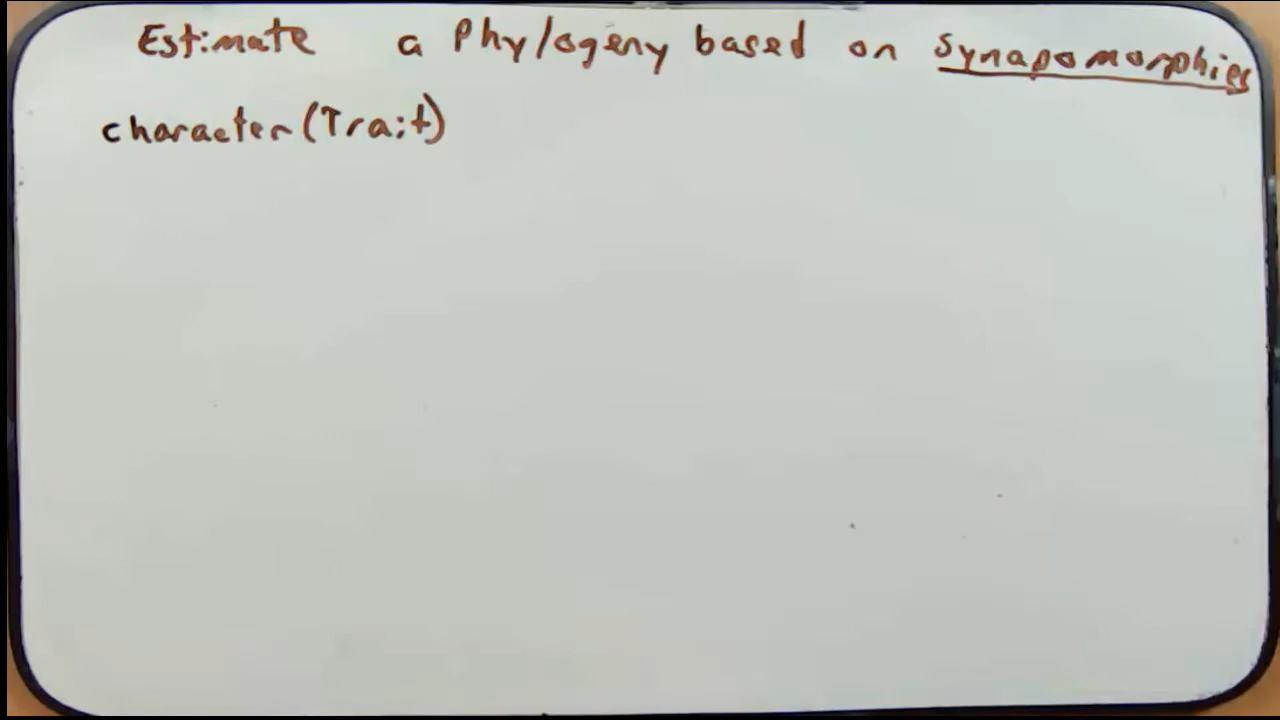 Estimate a Phylogeny based on Synapomorphies
character (Trait)